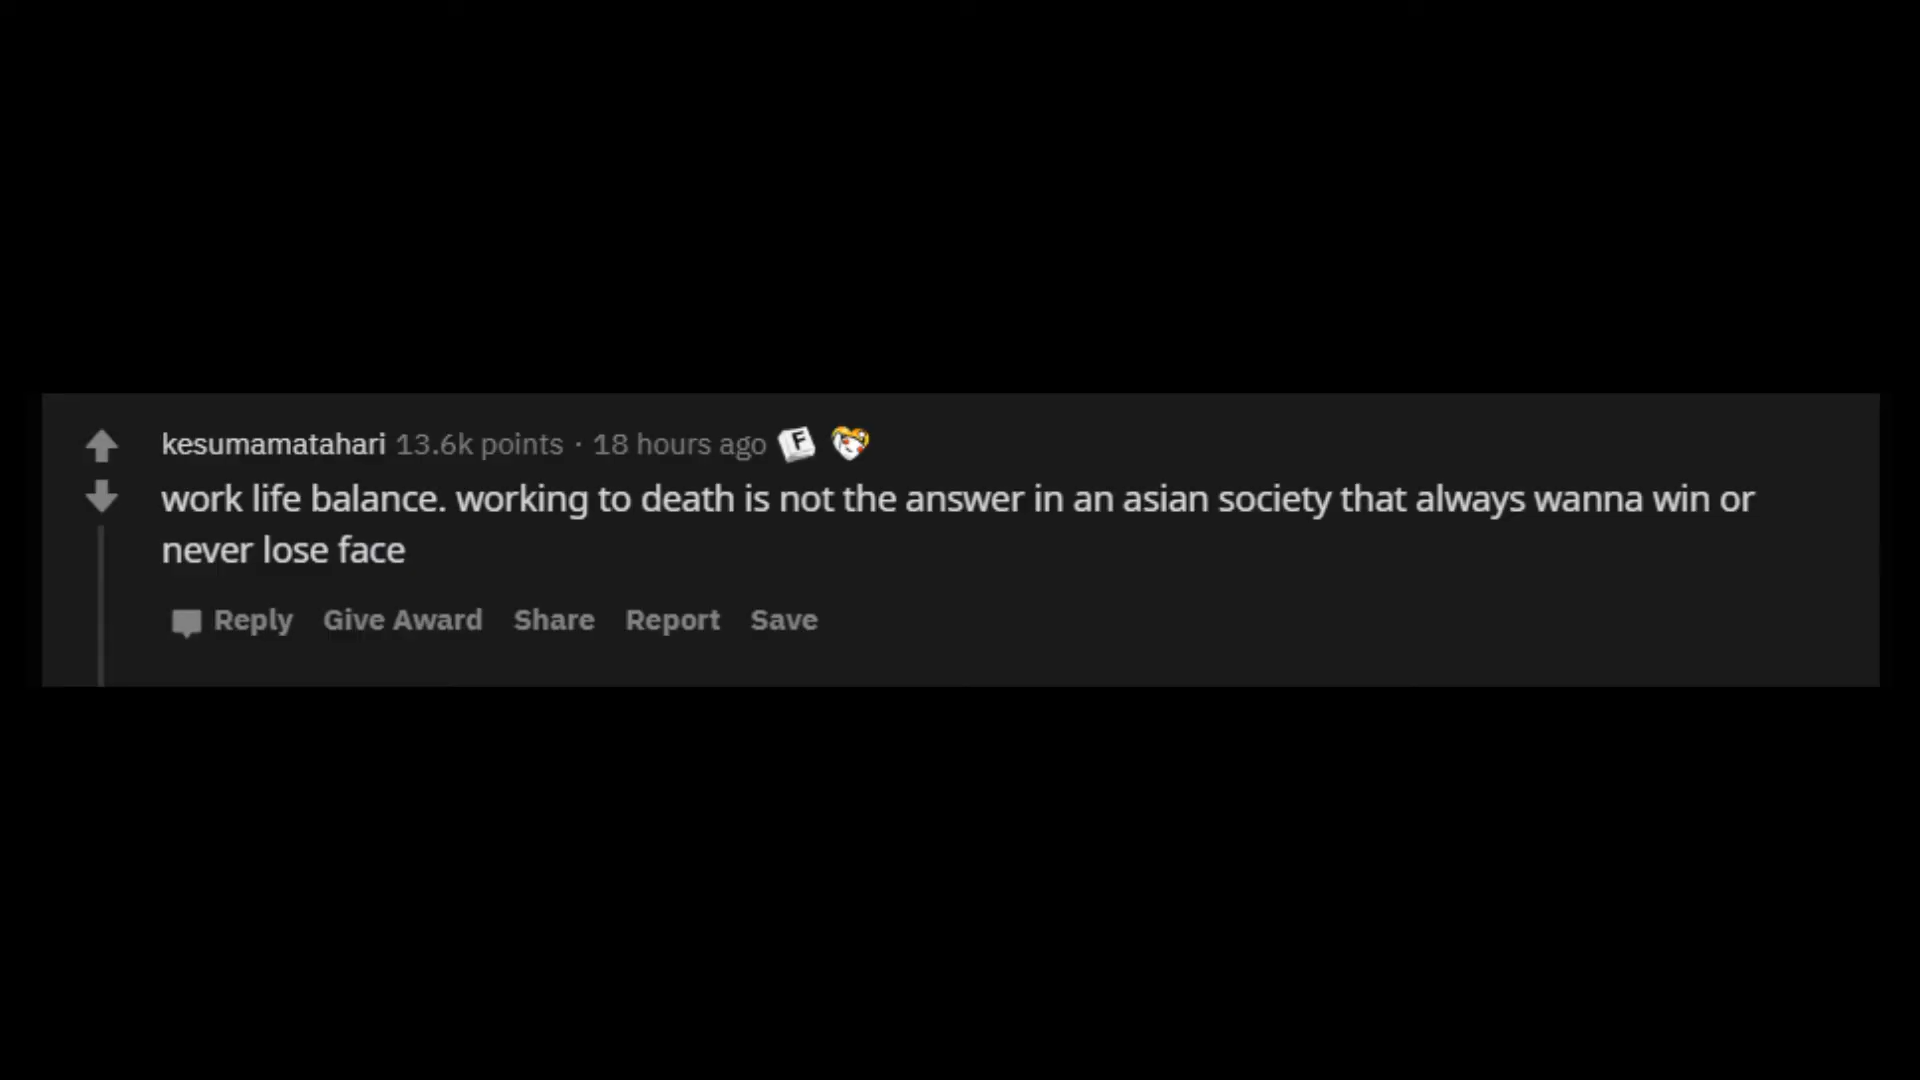 kesumamatahari 13.6k points · 18 hours ago F
work life balance. working to death is not the answer in an asian society that always wanna win or
never lose face
Reply Give Award Share Report Save